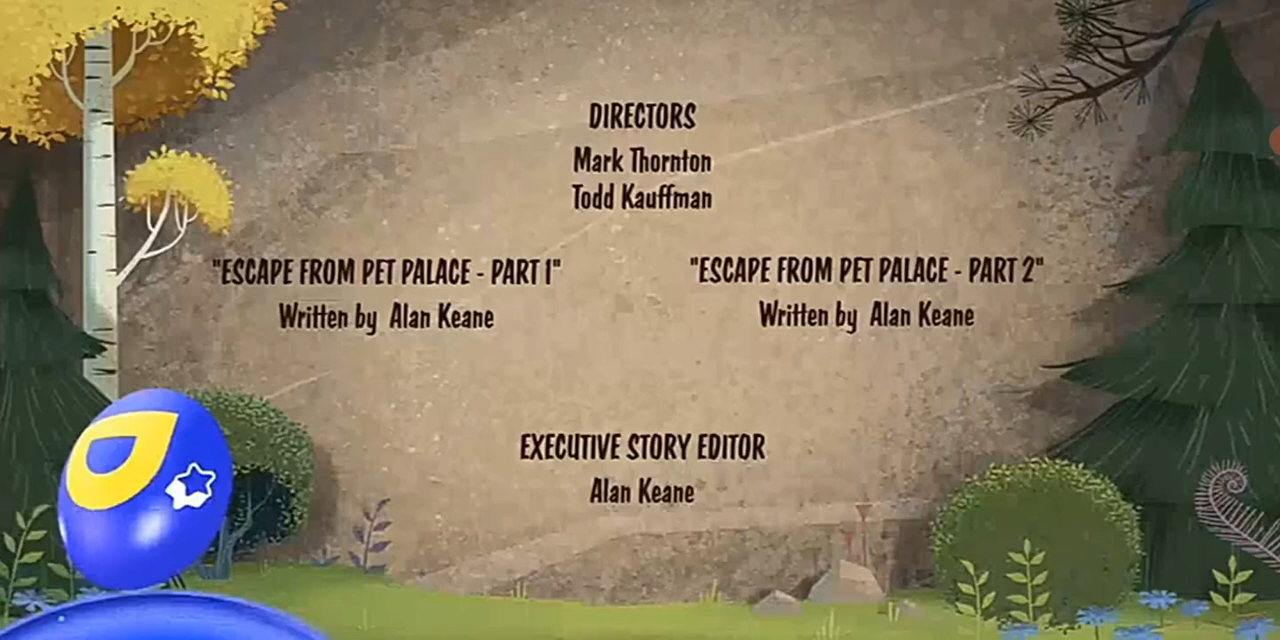 DIRECTORS
Mark Thornton
Todd Kauffman
"ESCAPE FROM PET PALACE - PART 1"
Written by Alan Keane
"ESCAPE FROM PET PALACE - PART 2"
Written by Alan Keane
EXECUTIVE STORY EDITOR
Alan Keane